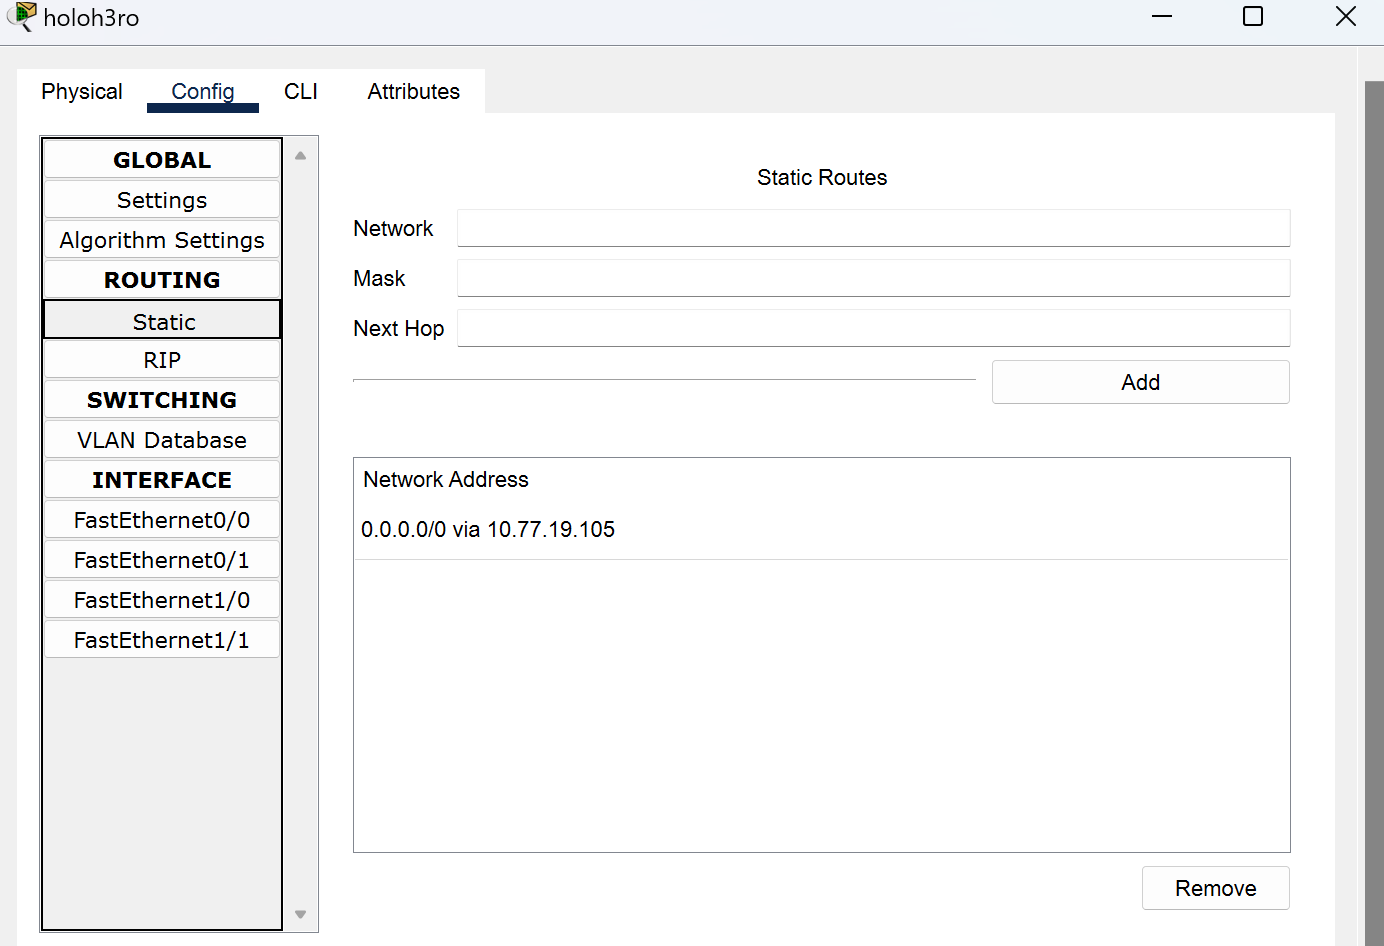 holoh3ro
Physical Config CLI Attributes
GLOBAL
Settings
Algorithm Settings
ROUTING
Static
RIP
SWITCHING
VLAN Database
INTERFACE
FastEthernet0/0
FastEthernet0/1
FastEthernet1/0
FastEthernet1/1
Static Routes
Network
Mask
Next Hop
Add
Network Address
0.0.0.0/0 via 10.77.19.105
Remove